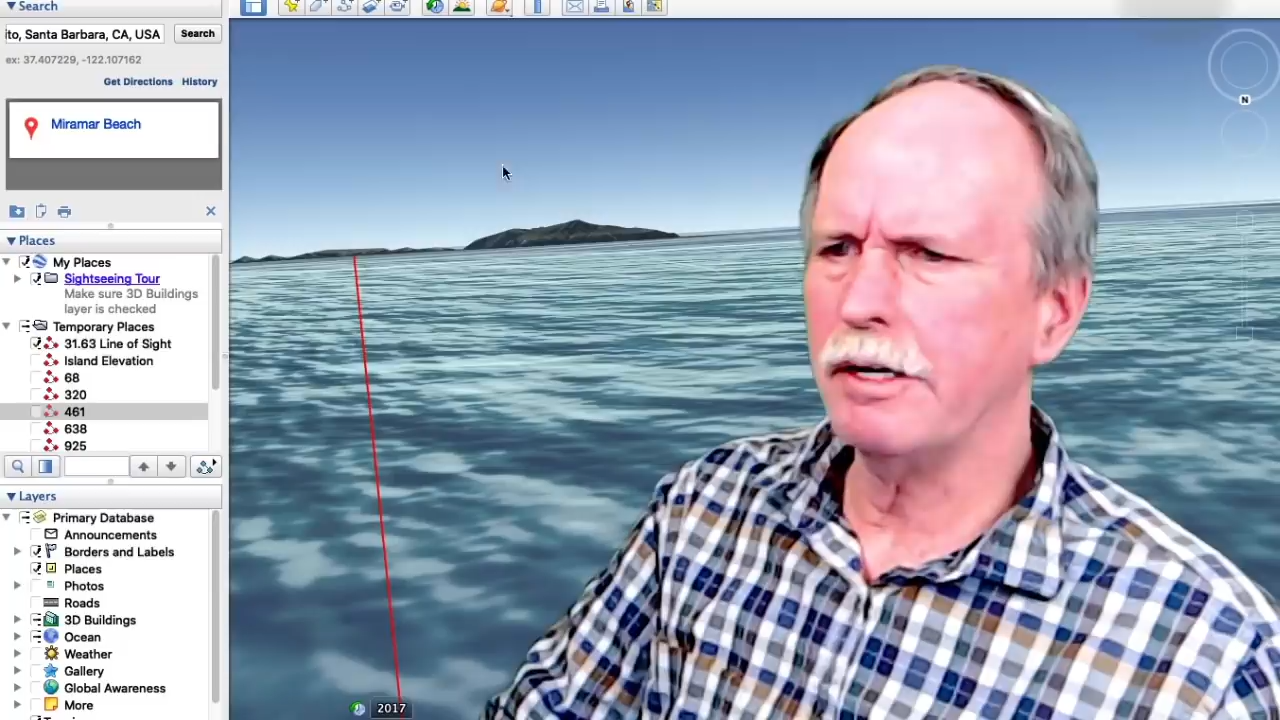 Search
ito, Santa Barbara, CA, USA
Search
ex: 37.407229, -122.107162
Get Directions
History
Miramar Beach
Places
My Places
Sightseeing Tour
Make sure 3D Buildings
layer is checked
Temporary Places
31.63 Line of Sight
Island Elevation
68
320
461
638
925
Layers
Primary Database
Announcements
Borders and Labels
Places
Photos
Roads
3D Buildings
Ocean
Weather
Gallery
Global Awareness
More
N
2017